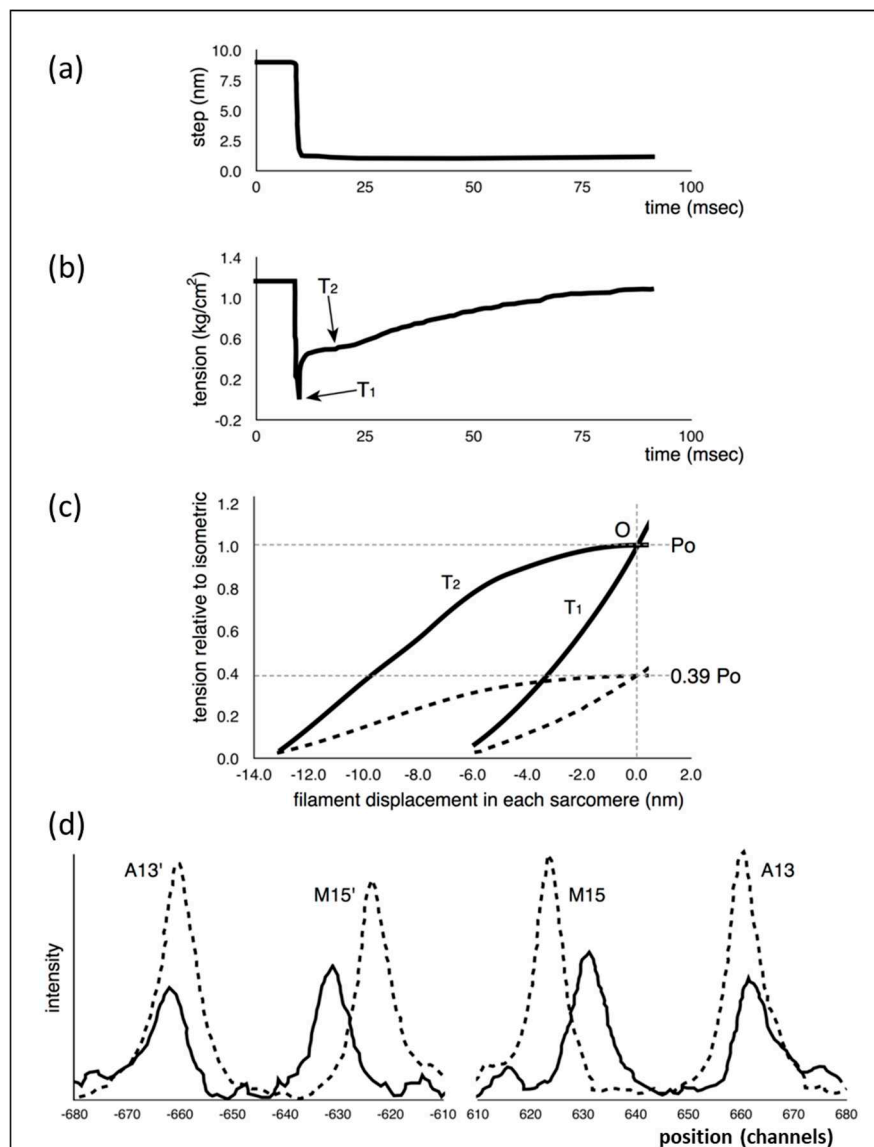 (a)
step (nm)
10.0
7.5
5.0
2.5
0.0
0 25 50 75 100
time (msec)
(b)
tension (kg/cm²)
1.4
1.0
0.6
0.2
-0.2
T₂
T₁
0 25 50 75 100
time (msec)
(c)
tension relative to isometric
1.2
1.0
0.8
0.6
0.4
0.2
0.0
O
Po
T₂
T₁
0.39 Po
-14.0 -12.0 -10.0 -8.0 -6.0 -4.0 -2.0 0.0 2.0
filament displacement in each sarcomere (nm)
(d)
A13' M15' M15 A13
intensity
-680 -670 -660 -650 -640 -630 -620 -610 610 620 630 640 650 660 670 680
position (channels)